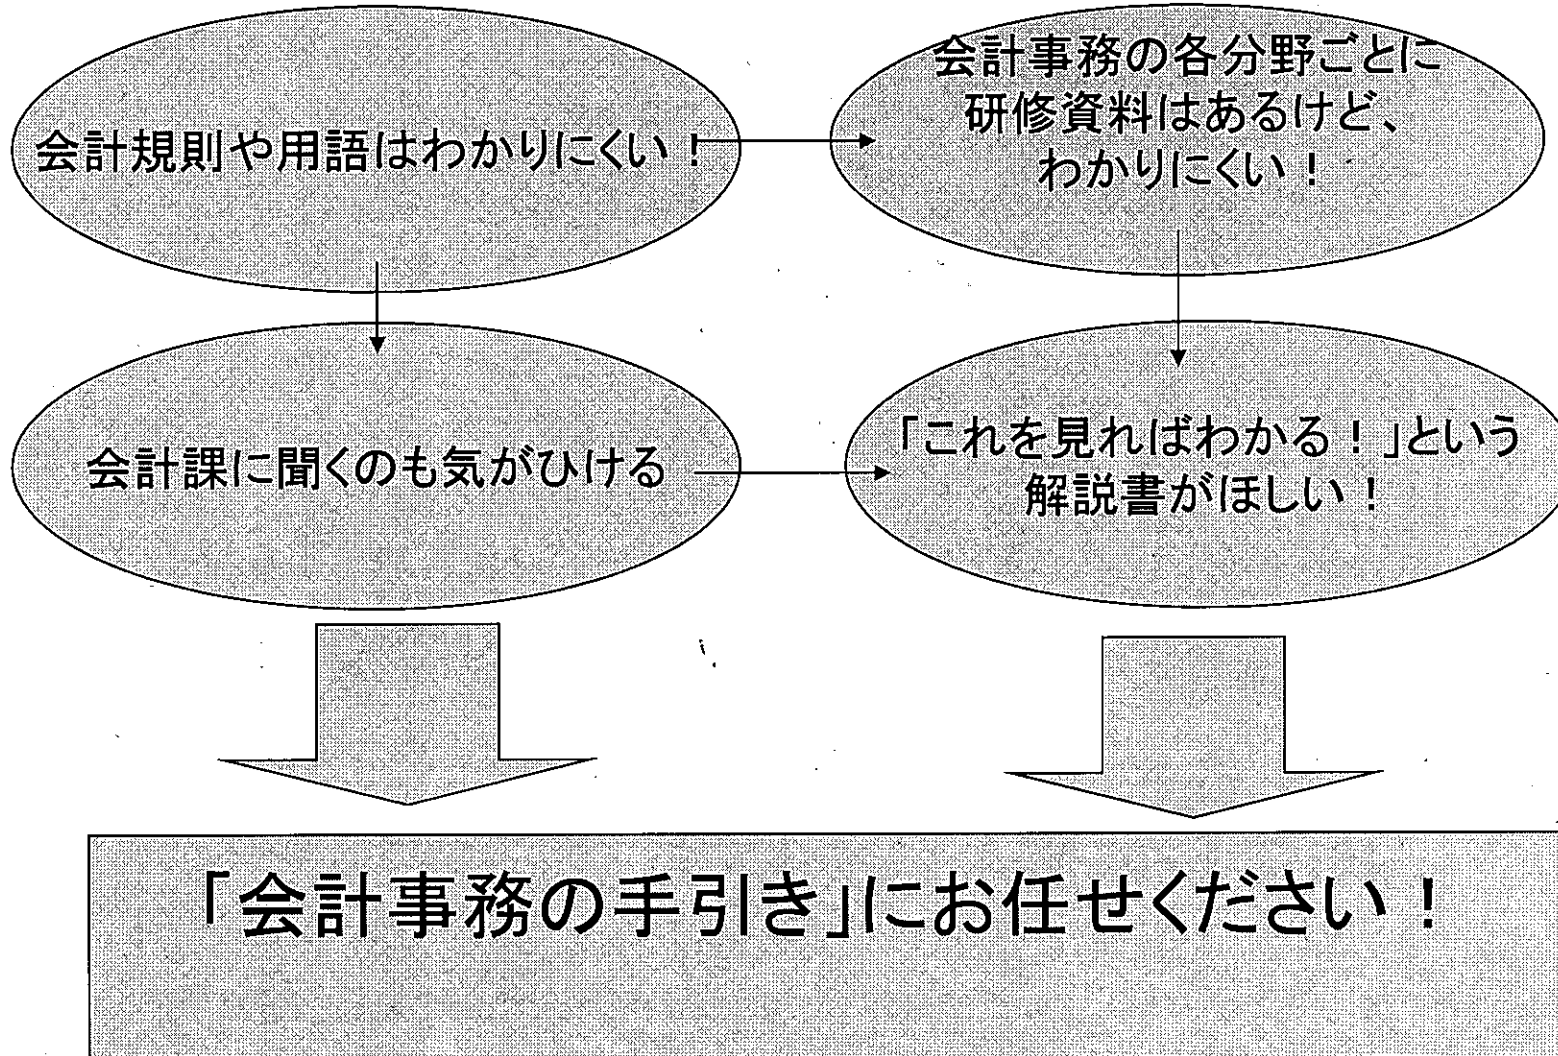 会計規則や用語はわかりにくい！
会計事務の各分野ごとに
研修資料はあるけど、
わかりにくい！
会計課に聞くのも気がひける
「これを見ればわかる！」という
解説書がほしい！
「会計事務の手引き」にお任せください！